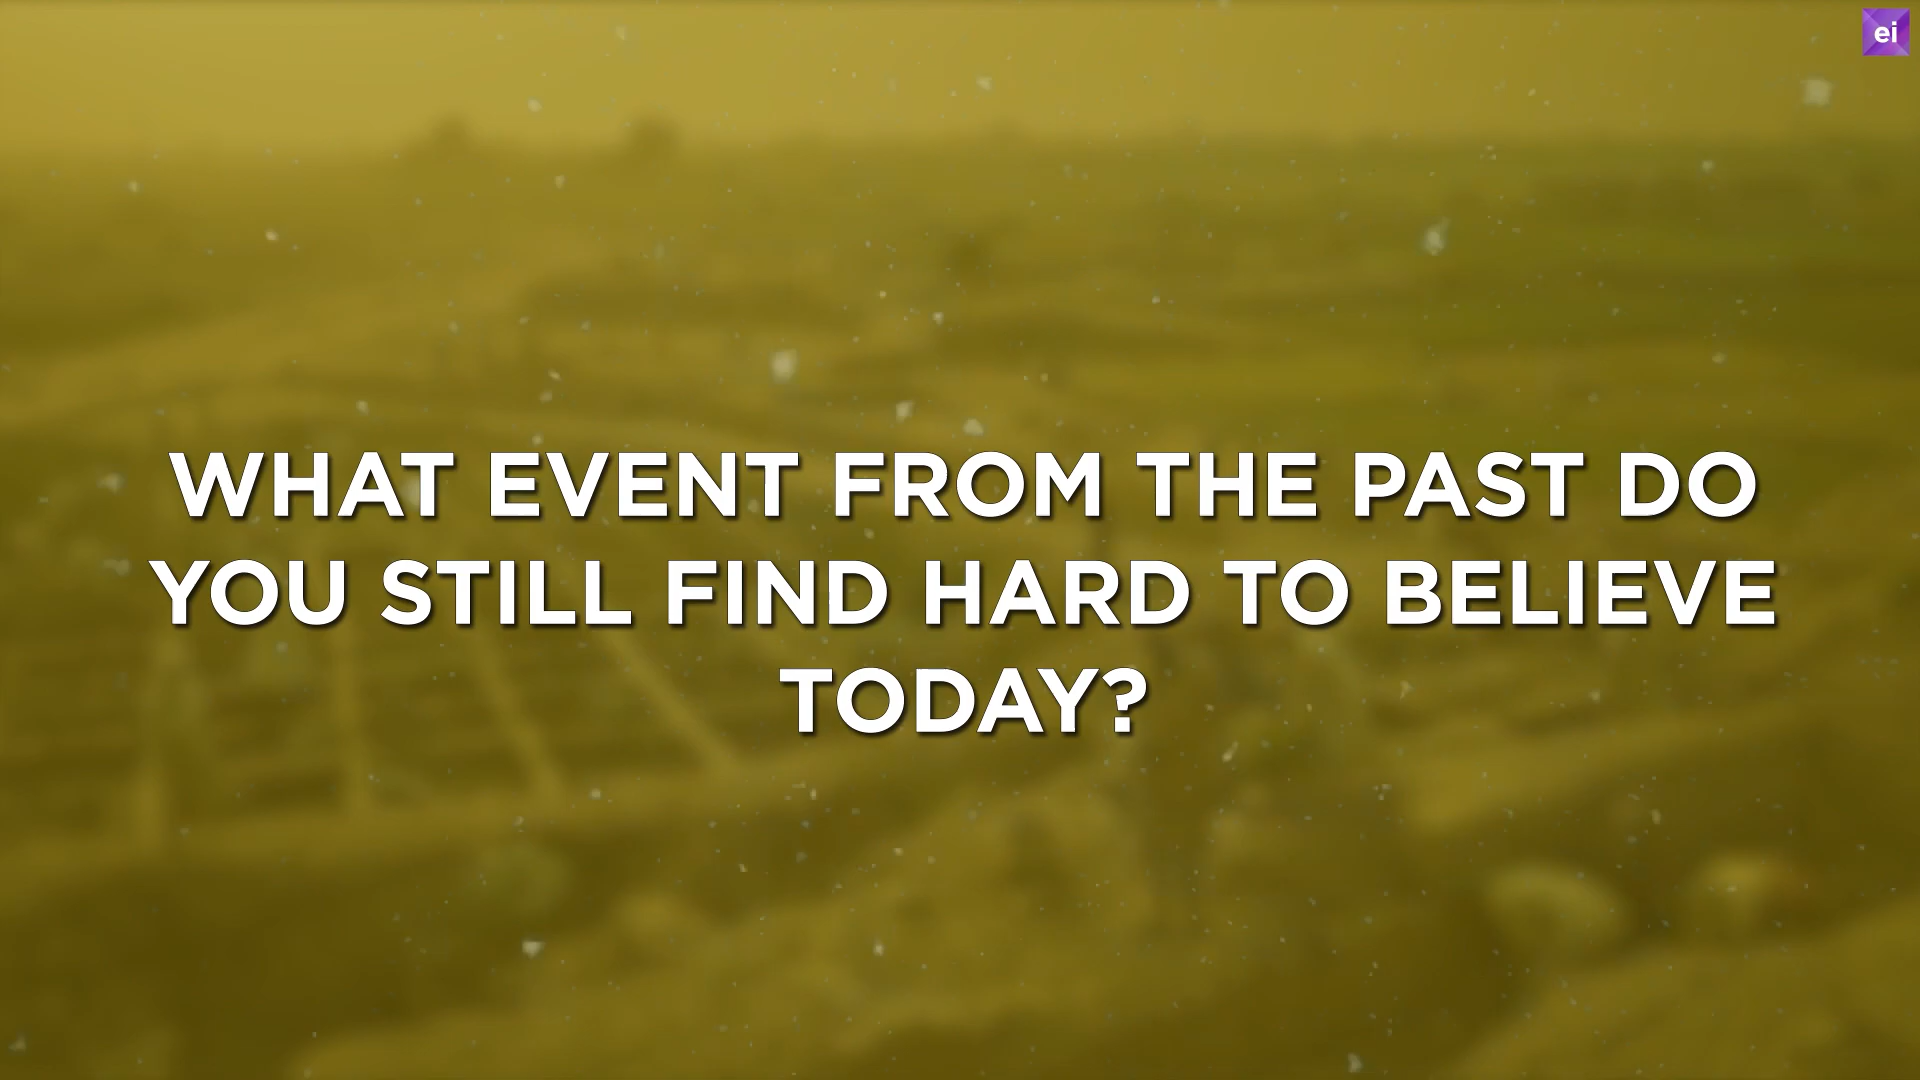 ei
WHAT EVENT FROM THE PAST DO
YOU STILL FIND HARD TO BELIEVE
TODAY?